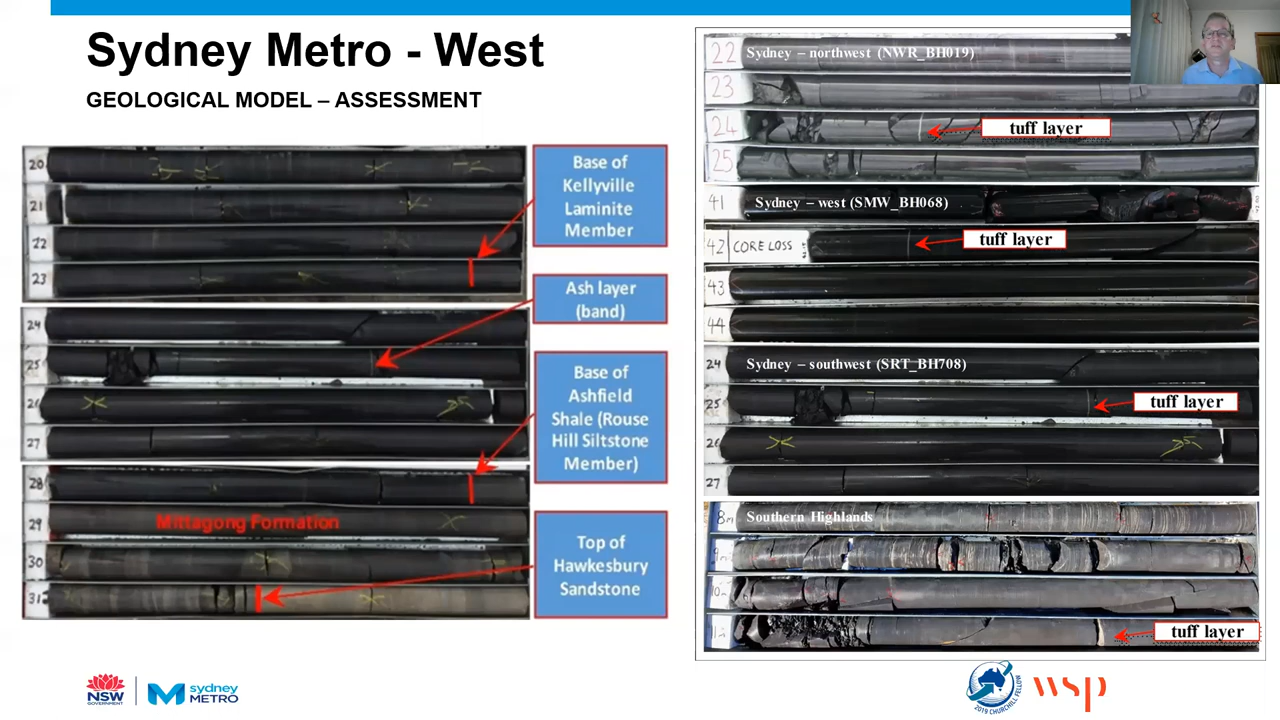 Sydney Metro - West
GEOLOGICAL MODEL – ASSESSMENT
20
21
22
23
24
25
26
27
28
29
30
31
Mittagong Formation
Base of
Kellyville
Laminite
Member
Ash layer
(band)
Base of
Ashfield
Shale (Rouse
Hill Siltstone
Member)
Top of
Hawkesbury
Sandstone
22
Sydney – northwest (NWR_BH019)
23
24
tuff layer
25
41
Sydney – west (SMW_BH068)
42
CORE LOSS
tuff layer
43
44
24
Sydney – southwest (SRT_BH708)
25
tuff layer
26
27
8m
Southern Highlands
9m
10m
tuff layer
NSW
GOVERNMENT
sydney
METRO
2019 CHURCHILL FELLOW
wsp